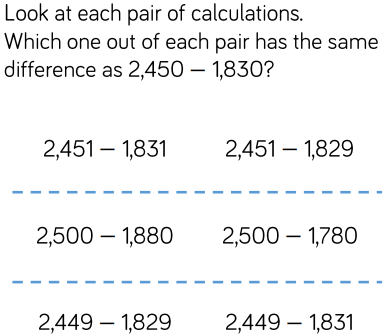 Look at each pair of calculations.
Which one out of each pair has the same
difference as 2,450 – 1,830?
2,451 – 1,831 2,451 – 1,829
2,500 – 1,880 2,500 – 1,780
2,449 – 1,829 2,449 – 1,831